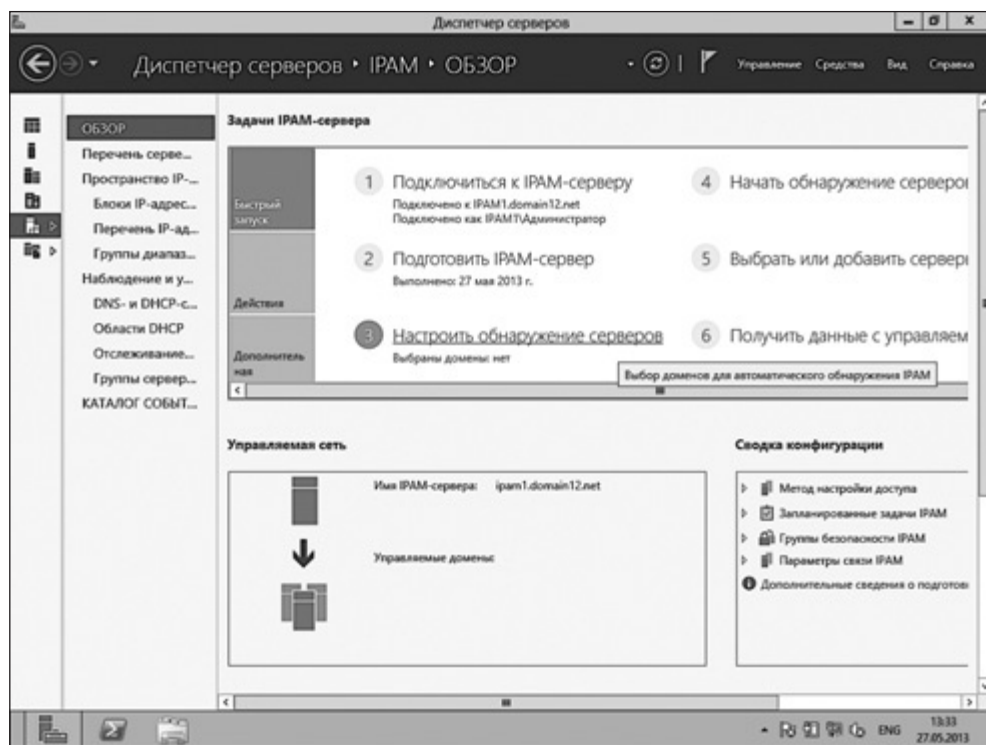 Диспетчер серверов
Диспетчер серверов • IPAM • ОБЗОР
Управление Средства Вид Справка
ОБЗОР
Перечень серве...
Пространство IP-...
Блоки IP-адрес...
Перечень IP-ад...
Группы диапаз...
Наблюдение и у...
DNS- и DHCP-с...
Области DHCP
Отслеживание...
Группы сервер...
КАТАЛОГ СОБЫТ...
Задачи IPAM-сервера
Быстрый
запуск
Действия
Дополнитель
ная
1 Подключиться к IPAM-серверу
Подключено к IPAM1.domain12.net
Подключено как IPAM1\Администратор
2 Подготовить IPAM-сервер
Выполнено: 27 мая 2013 г.
3 Настроить обнаружение серверов
Выбраны домены: нет
4 Начать обнаружение серверов
5 Выбрать или добавить серверы
6 Получить данные с управляем
Выбор доменов для автоматического обнаружения IPAM
Управляемая сеть
Имя IPAM-сервера: ipam1.domain12.net
Управляемые домены:
Сводка конфигурации
Метод настройки доступа
Запланированные задачи IPAM
Группы безопасности IPAM
Параметры связи IPAM
Дополнительные сведения о подготов
ENG
13:33
27.05.2013